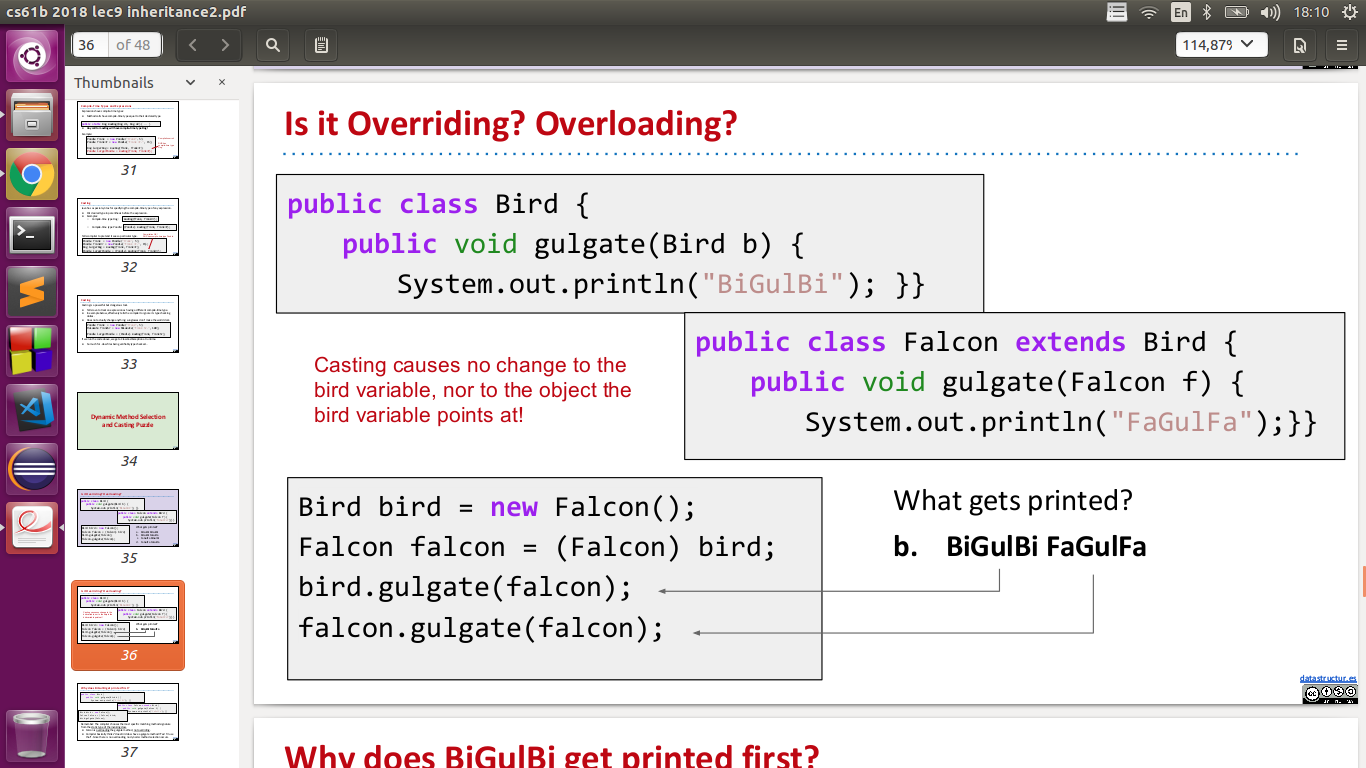 cs61b 2018 lec9 inheritance2.pdf
En
18:10
36
of 48
114,87%
Thumbnails
31
32
33
Dynamic Method Selection
and Casting Puzzle
34
35
36
37
Is it Overriding? Overloading?
public class Bird {
public void gulgate(Bird b) {
System.out.println("BiGulBi"); }}
public class Falcon extends Bird {
public void gulgate(Falcon f) {
System.out.println("FaGulFa");}}
Casting causes no change to the
bird variable, nor to the object the
bird variable points at!
Bird bird = new Falcon();
Falcon falcon = (Falcon) bird;
bird.gulgate(falcon);
falcon.gulgate(falcon);
What gets printed?
b. BiGulBi FaGulFa
datastructur.es
Why does BiGulBi get printed first?